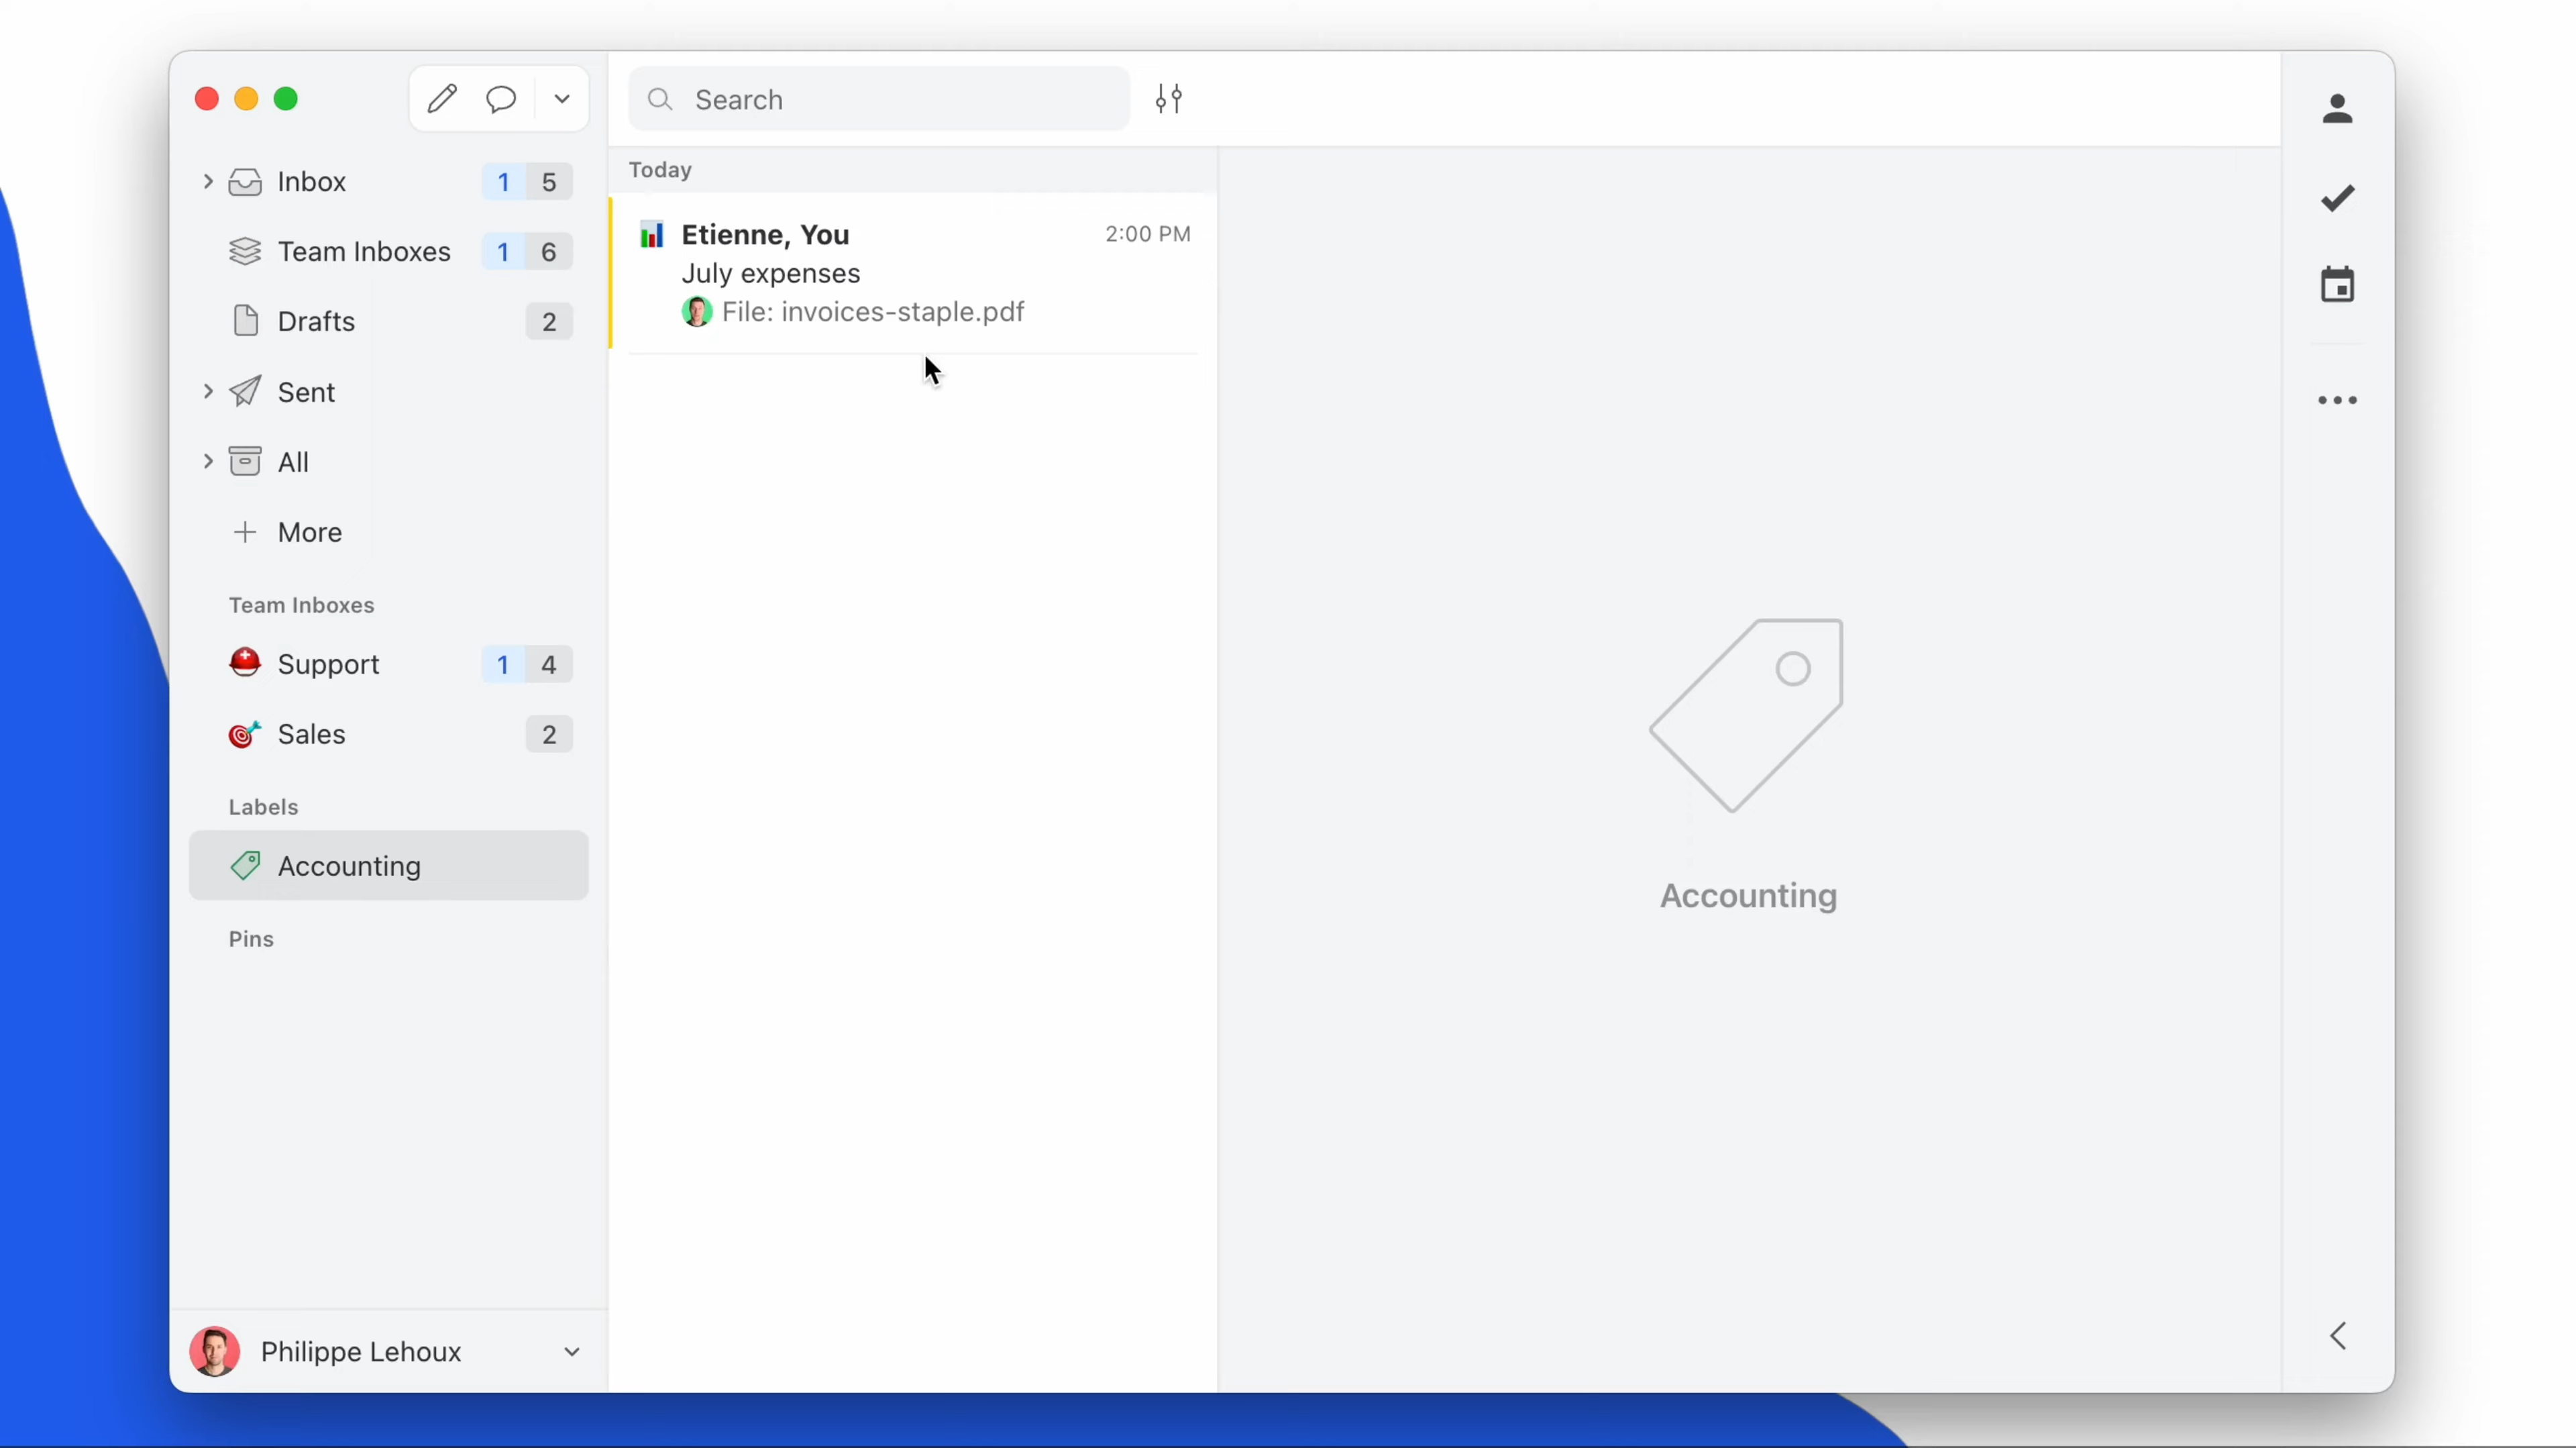 Search
Inbox 1 5
Team Inboxes 1 6
Drafts 2
Sent
All
More
Team Inboxes
Support 1 4
Sales 2
Labels
Accounting
Pins
Philippe Lehoux
Today
Etienne, You 2:00 PM
July expenses
File: invoices-staple.pdf
Accounting